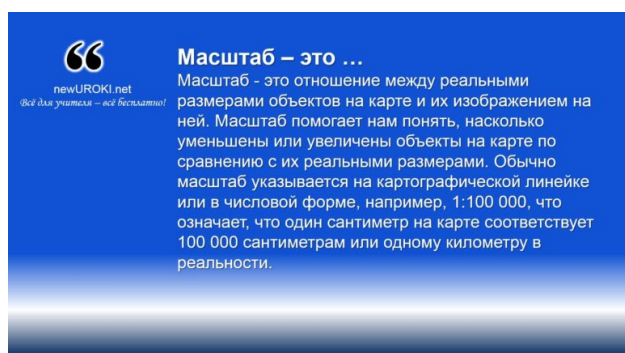 newUROKI.net
Всё для учителя – всё бесплатно!
Масштаб – это ...
Масштаб - это отношение между реальными
размерами объектов на карте и их изображением на
ней. Масштаб помогает нам понять, насколько
уменьшены или увеличены объекты на карте по
сравнению с их реальными размерами. Обычно
масштаб указывается на картографической линейке
или в числовой форме, например, 1:100 000, что
означает, что один сантиметр на карте соответствует
100 000 сантиметрам или одному километру в
реальности.